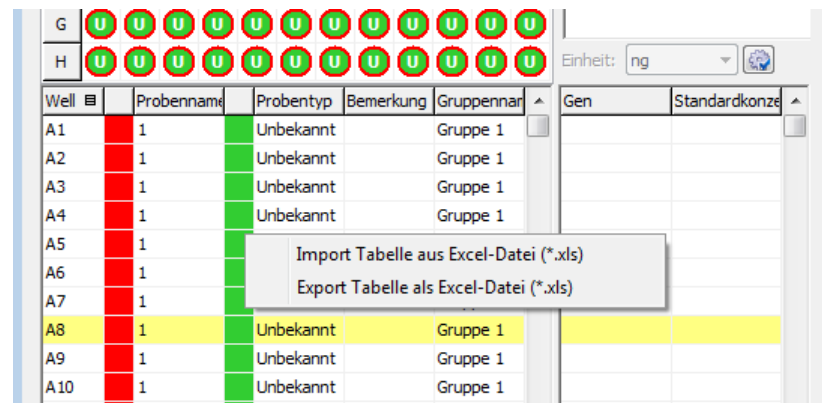 G U U U U U U U U U U U U
H U U U U U U U U U U U U Einheit: ng
Well Probenname Probentyp Bemerkung Gruppennar Gen Standardkonze
A1 1 Unbekannt Gruppe 1
A2 1 Unbekannt Gruppe 1
A3 1 Unbekannt Gruppe 1
A4 1 Unbekannt Gruppe 1
A5 1
Import Tabelle aus Excel-Datei (*.xls)
A6 1
Export Tabelle als Excel-Datei (*.xls)
A7 1
A8 1 Unbekannt Gruppe 1
A9 1 Unbekannt Gruppe 1
A10 1 Unbekannt Gruppe 1